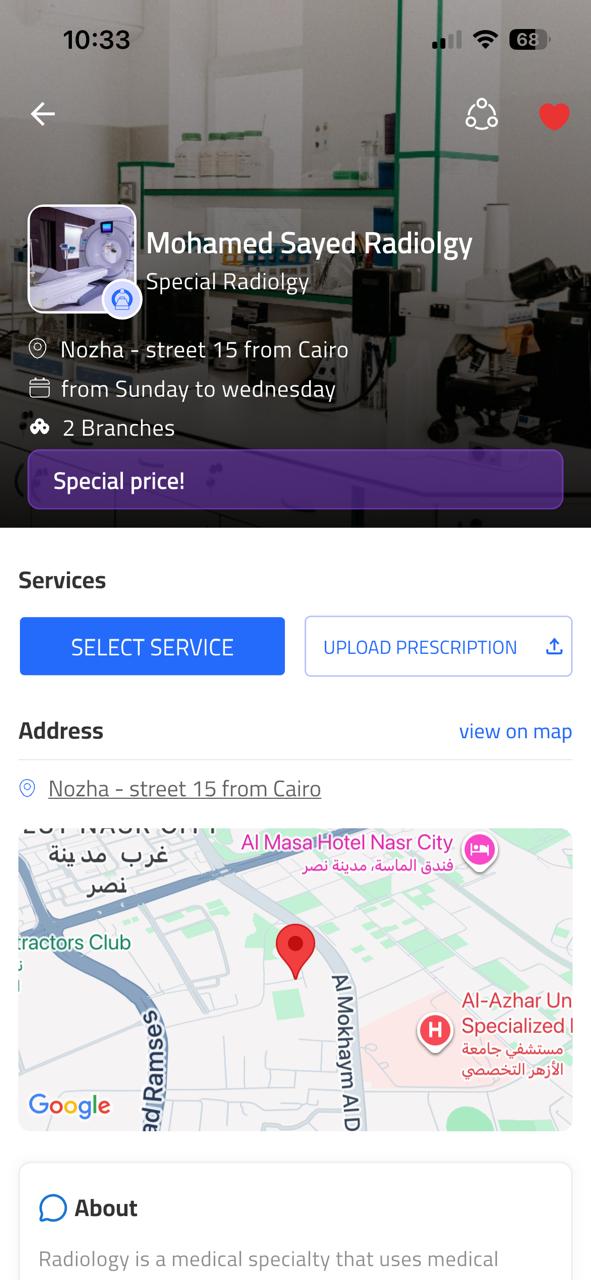 10:33
68
Mohamed Sayed Radiolgy
Special Radiolgy
Nozha - street 15 from Cairo
from Sunday to wednesday
2 Branches
Special price!
Services
SELECT SERVICE
UPLOAD PRESCRIPTION
Address
view on map
Nozha - street 15 from Cairo
غرب مدينة
نصر
Al Masa Hotel Nasr City
فندق الماسة، مدينة نصر
tractors Club
Al Mokhaym Al D
ad Ramses
H
Al-Azhar Un
Specialized
مستشفي جامعة
الأزهر التخصصي
Google
About
Radiology is a medical specialty that uses medical